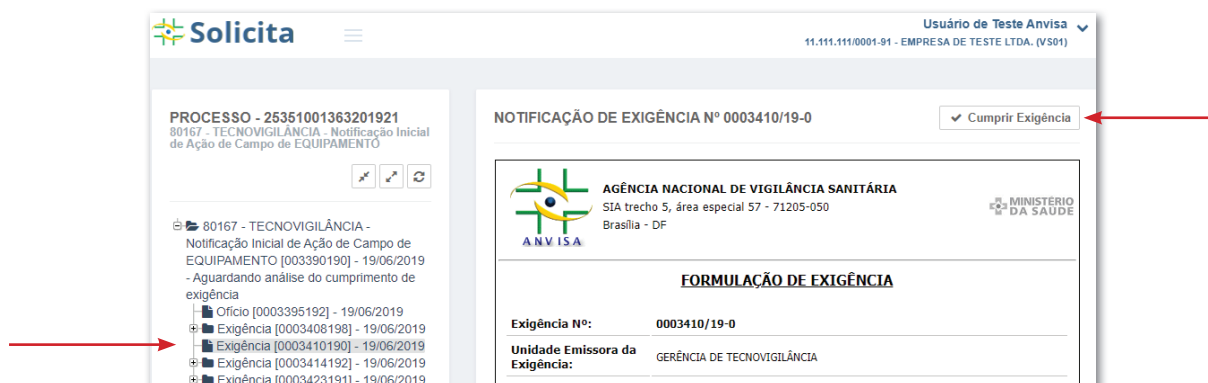 Solicita
Usuário de Teste Anvisa
11.111.111/0001-91 - EMPRESA DE TESTE LTDA. (VS01)
PROCESSO - 25351001363201921
80167 - TECNOVIGILÂNCIA - Notificação Inicial
de Ação de Campo de EQUIPAMENTO
80167 - TECNOVIGILÂNCIA -
Notificação Inicial de Ação de Campo de
EQUIPAMENTO [003390190] - 19/06/2019
- Aguardando análise do cumprimento de
exigência
Ofício [0003395192] - 19/06/2019
Exigência [0003408198] - 19/06/2019
Exigência [0003410190] - 19/06/2019
Exigência [0003414192] - 19/06/2019
Exigência [0003423191] - 19/06/2019
NOTIFICAÇÃO DE EXIGÊNCIA Nº 0003410/19-0
Cumprir Exigência
ANVISA
AGÊNCIA NACIONAL DE VIGILÂNCIA SANITÁRIA
SIA trecho 5, área especial 57 - 71205-050
Brasília - DF
MINISTÉRIO
DA SAÚDE
FORMULAÇÃO DE EXIGÊNCIA
Exigência Nº: 0003410/19-0
Unidade Emissora da
Exigência: GERÊNCIA DE TECNOVIGILÂNCIA